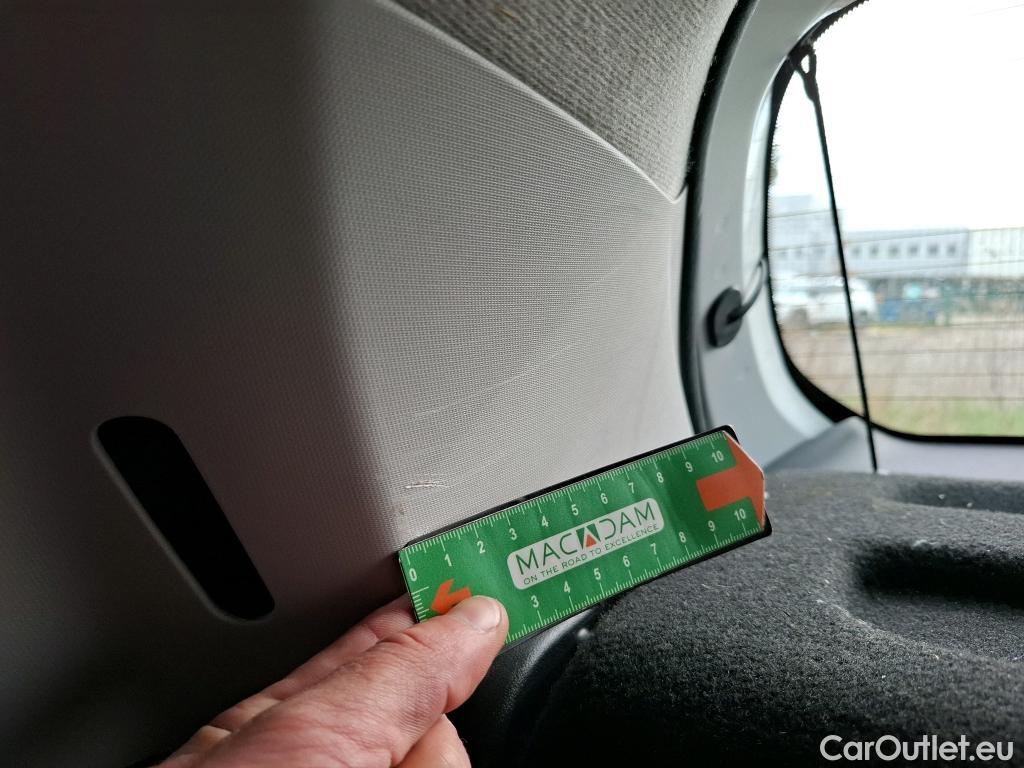 0 1 2 3 4 5 6 7 8 9 10
MACADAM
ON THE ROAD TO EXCELLENCE
3 4 5 6 7 8 9 10
CarOutlet.eu